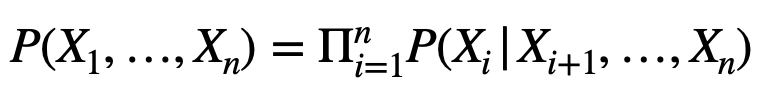 P(X₁,…,Xₙ) = Πⁿᵢ₌₁P(Xᵢ|Xᵢ₊₁,…,Xₙ)